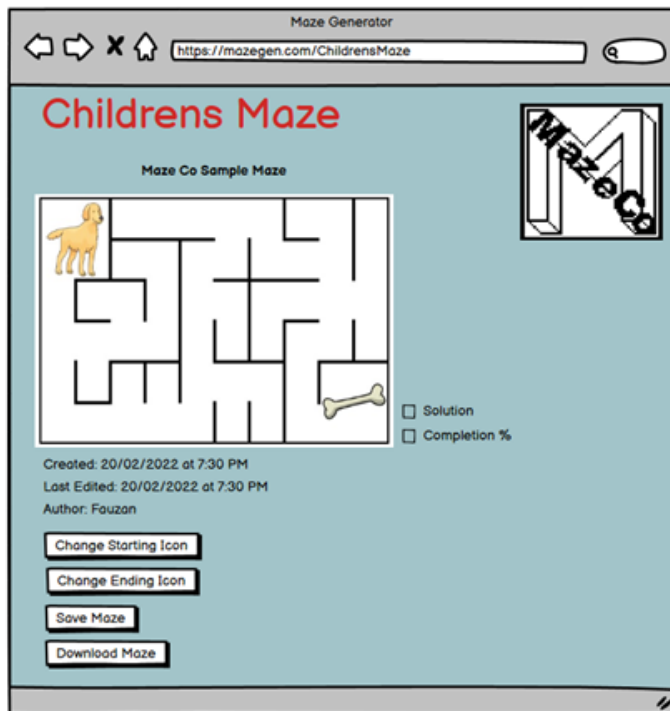 Maze Generator
https://mazegen.com/ChildrensMaze
Childrens Maze
MazeCo
Maze Co Sample Maze
Solution
Completion %
Created: 20/02/2022 at 7:30 PM
Last Edited: 20/02/2022 at 7:30 PM
Author: Fauzan
Change Starting Icon
Change Ending Icon
Save Maze
Download Maze